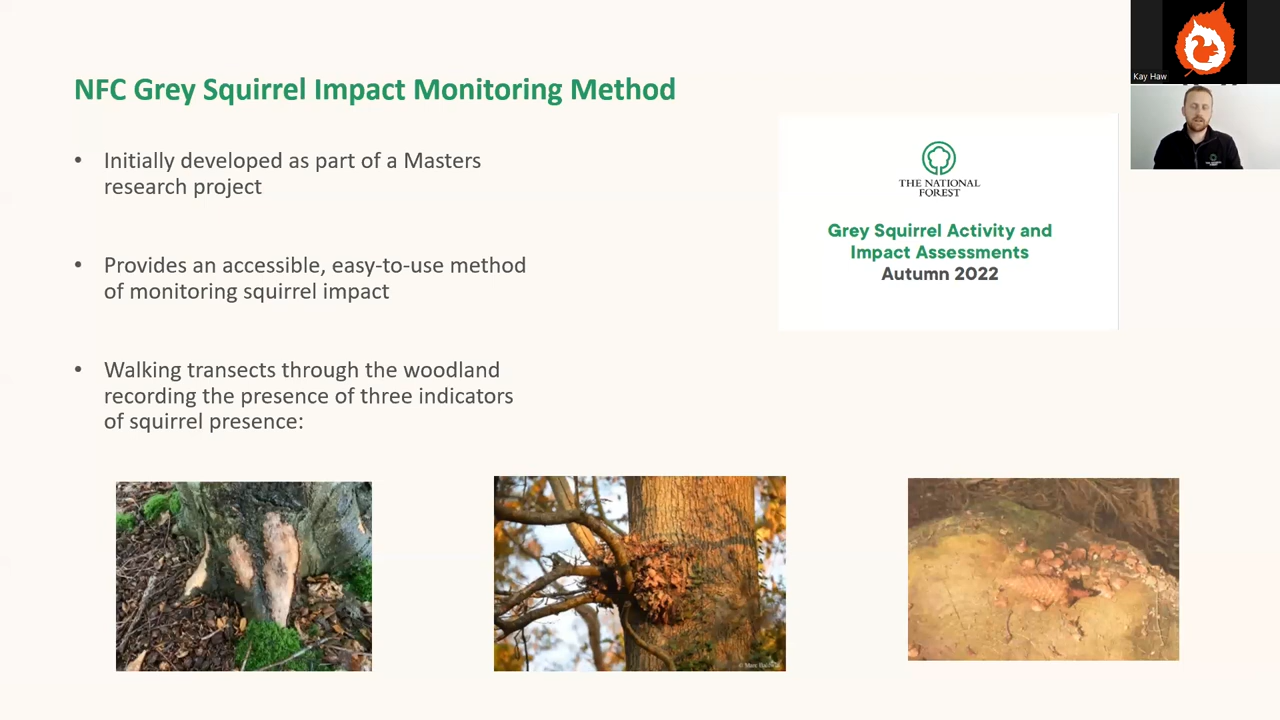 NFC Grey Squirrel Impact Monitoring Method
• Initially developed as part of a Masters
research project
• Provides an accessible, easy-to-use method
of monitoring squirrel impact
• Walking transects through the woodland
recording the presence of three indicators
of squirrel presence:
THE NATIONAL
FOREST
Grey Squirrel Activity and
Impact Assessments
Autumn 2022
Kay Haw